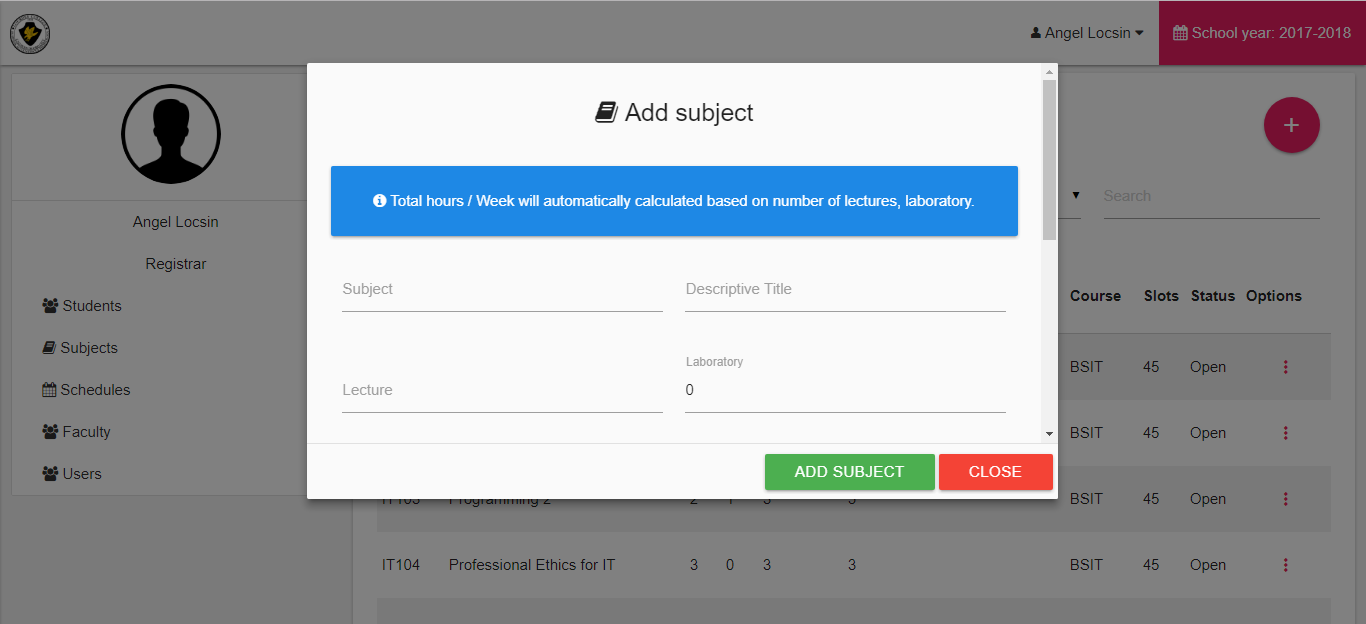 Angel Locsin
School year: 2017-2018
Add subject
Total hours / Week will automatically calculated based on number of lectures, laboratory.
Search
Angel Locsin
Registrar
Subject
Descriptive Title
Students
Course Slots Status Options
Subjects
Laboratory
BSIT 45 Open
Schedules
Lecture
0
Faculty
BSIT 45 Open
Users
ADD SUBJECT
CLOSE
IT103 Programming 2 2 1 3 5 BSIT 45 Open
IT104 Professional Ethics for IT 3 0 3 3 BSIT 45 Open